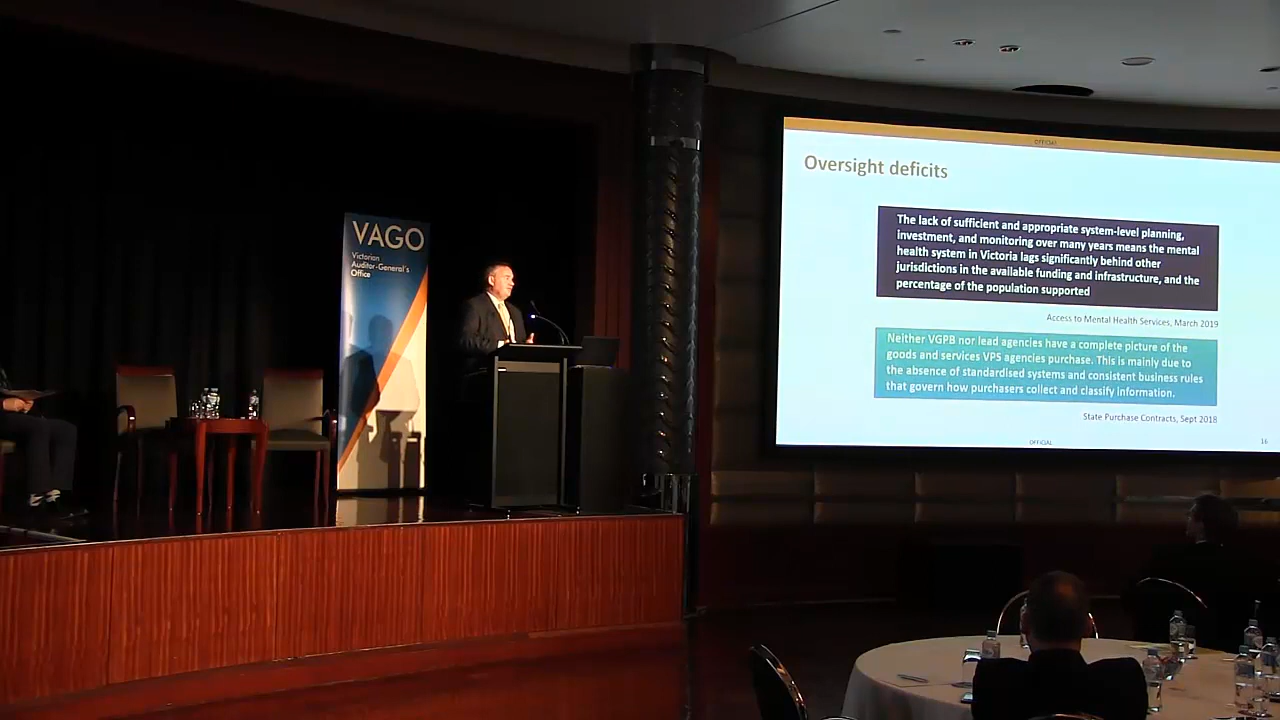 VAGO
Victorian
Auditor-General's
Office
OFFICIAL
Oversight deficits
The lack of sufficient and appropriate system-level planning,
investment, and monitoring over many years means the mental
health system in Victoria lags significantly behind other
jurisdictions in the available funding and infrastructure, and the
percentage of the population supported
Access to Mental Health Services, March 2019
Neither VGPB nor lead agencies have a complete picture of the
goods and services VPS agencies purchase. This is mainly due to
the absence of standardised systems and consistent business rules
that govern how purchasers collect and classify information.
State Purchase Contracts, Sept 2018
OFFICIAL
16